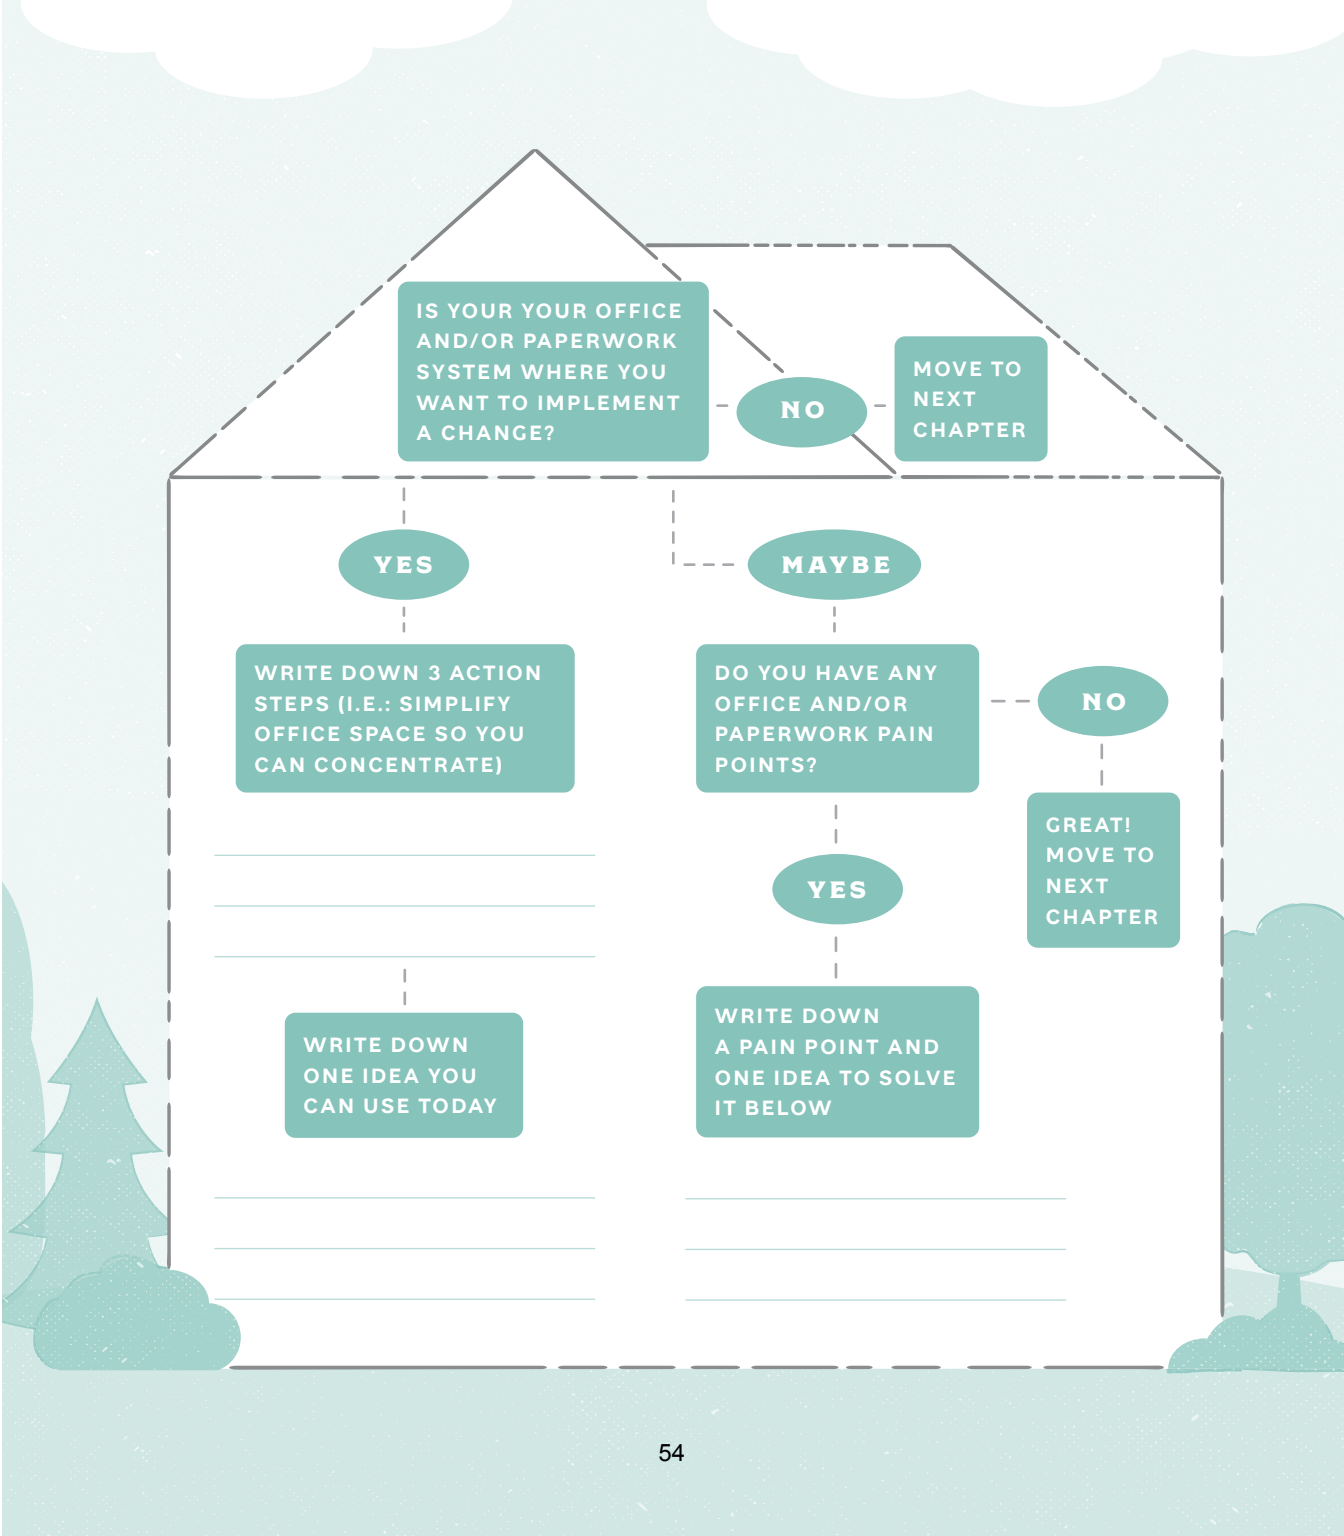 IS YOUR YOUR OFFICE
AND/OR PAPERWORK
SYSTEM WHERE YOU
WANT TO IMPLEMENT
A CHANGE?
NO
MOVE TO
NEXT
CHAPTER
YES
MAYBE
WRITE DOWN 3 ACTION
STEPS (I.E.: SIMPLIFY
OFFICE SPACE SO YOU
CAN CONCENTRATE)
DO YOU HAVE ANY
OFFICE AND/OR
PAPERWORK PAIN
POINTS?
NO
GREAT!
MOVE TO
NEXT
CHAPTER
YES
WRITE DOWN
ONE IDEA YOU
CAN USE TODAY
WRITE DOWN
A PAIN POINT AND
ONE IDEA TO SOLVE
IT BELOW
54